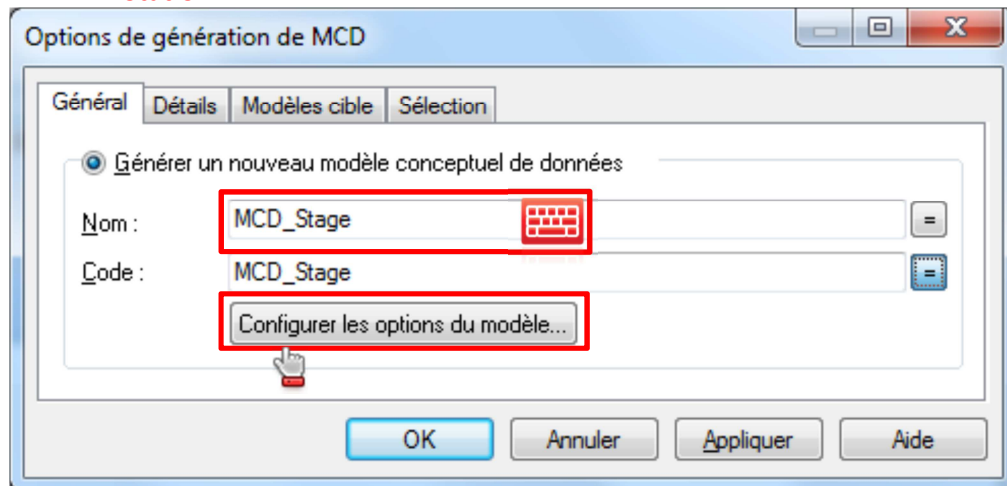 Options de génération de MCD
Général Détails Modèles cible Sélection
Générer un nouveau modèle conceptuel de données
Nom : MCD_Stage =
Code : MCD_Stage =
Configurer les options du modèle...
OK Annuler Appliquer Aide